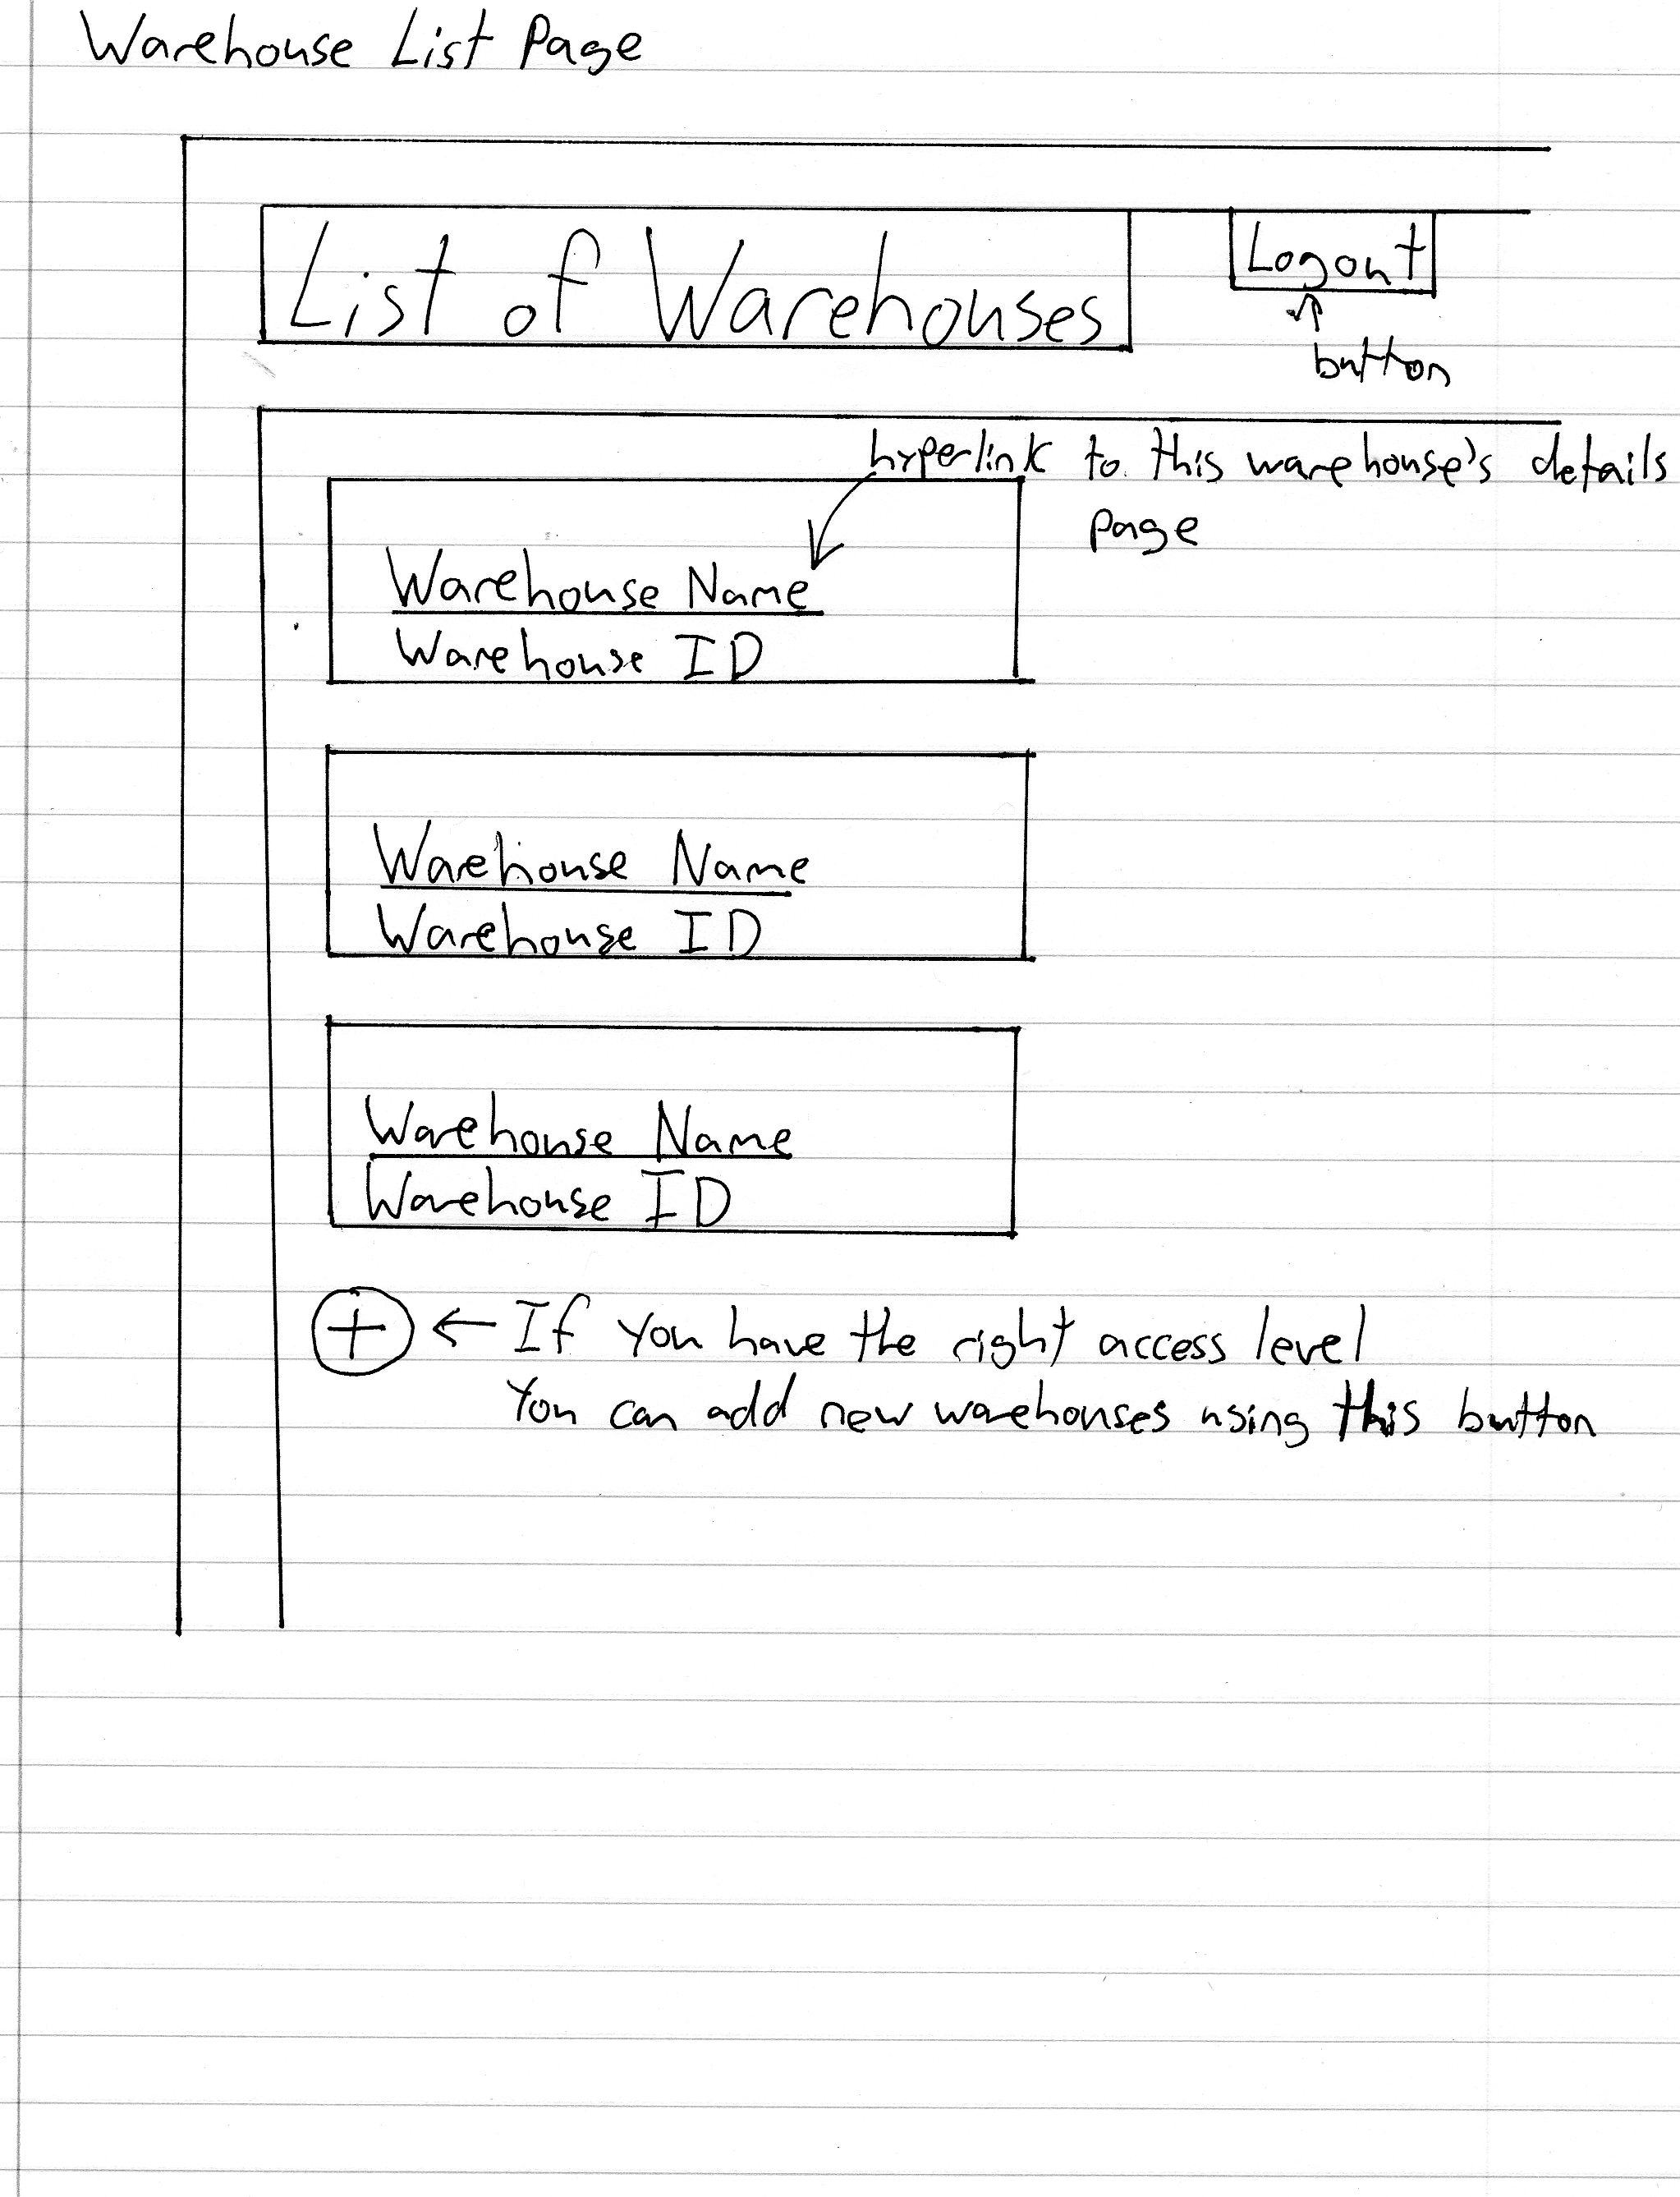 Warehouse List Page
List of Warehouses
Logout
button
hyperlink to this warehouse's details
page
Warehouse Name
Warehouse ID
Warehouse Name
Warehouse ID
Warehouse Name
Warehouse ID
+ ← If you have the right access level
You can add new warehouses using this button